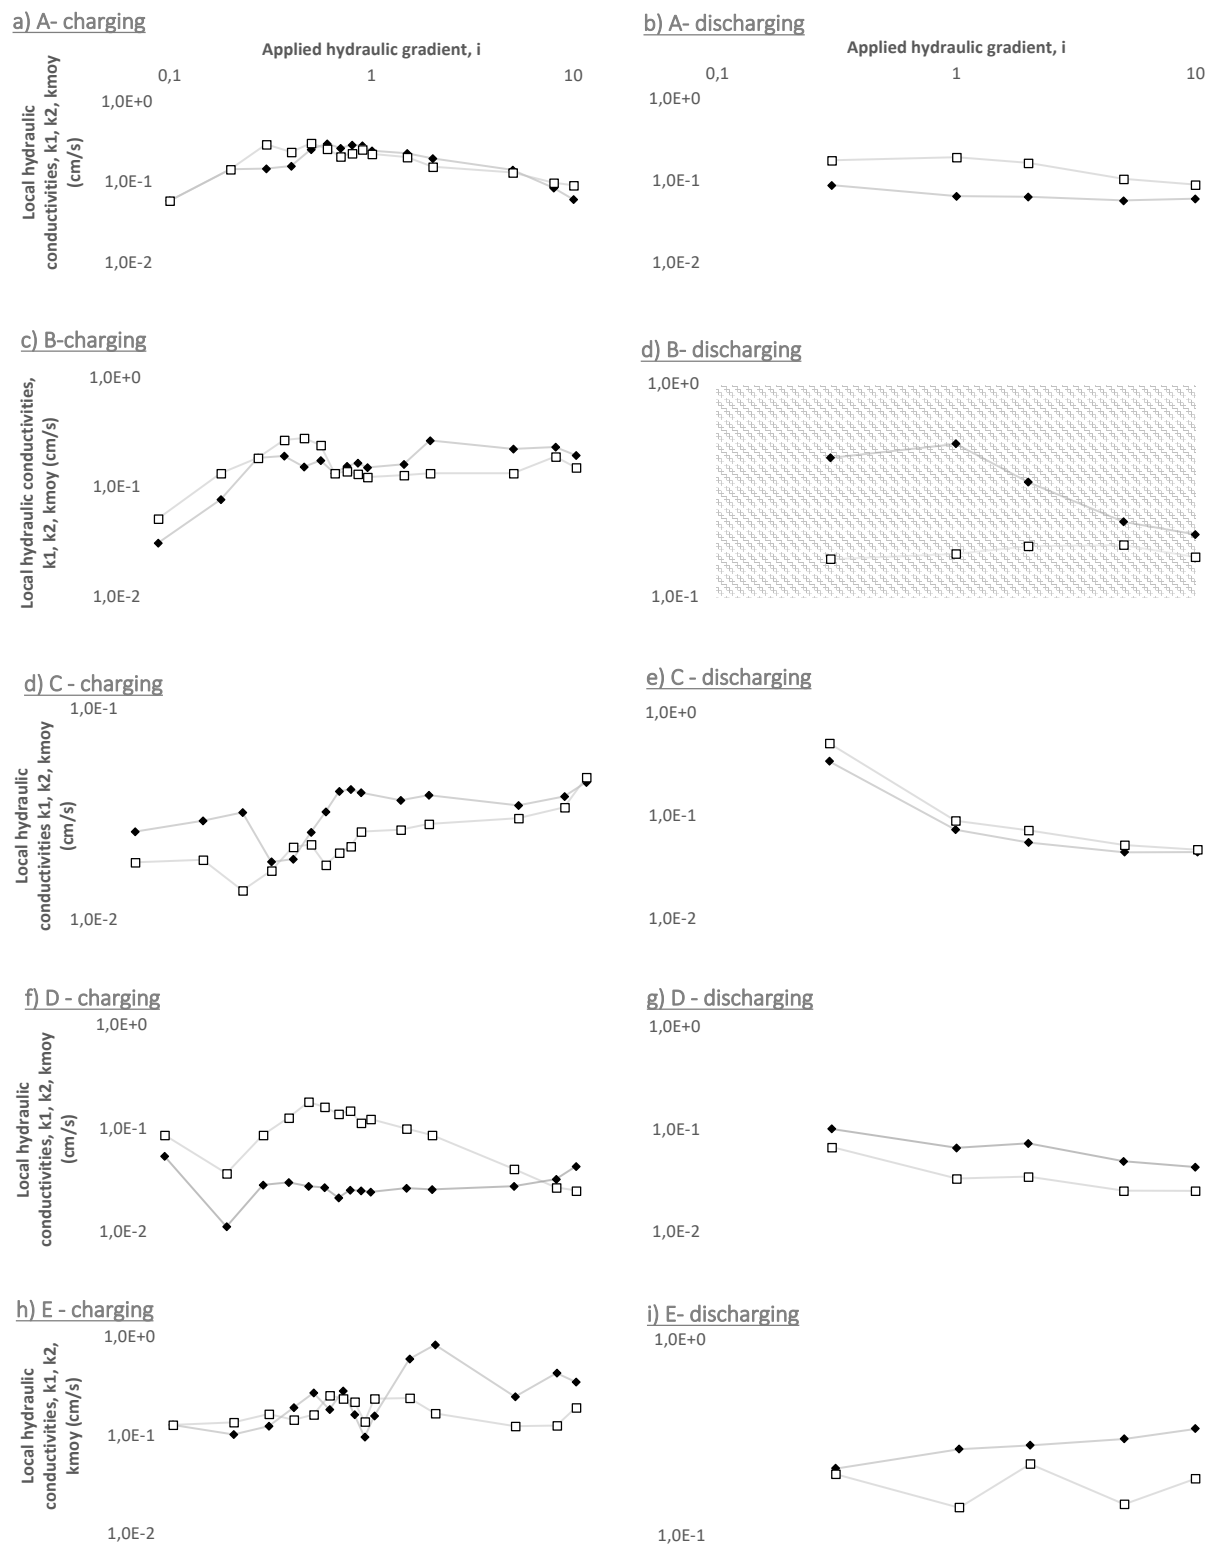 a) A- charging
Applied hydraulic gradient, i
0,1
1
10
Local hydraulic
conductivities, k1, k2, kmoy
(cm/s)
1,0E+0
1,0E-1
1,0E-2
b) A- discharging
Applied hydraulic gradient, i
0,1
1
10
1,0E+0
1,0E-1
1,0E-2
c) B-charging
Local hydraulic conductivities,
k1, k2, kmoy (cm/s)
1,0E+0
1,0E-1
1,0E-2
d) B- discharging
1,0E+0
1,0E-1
d) C - charging
Local hydraulic
conductivities k1, k2, kmoy
(cm/s)
1,0E-1
1,0E-2
e) C - discharging
1,0E+0
1,0E-1
1,0E-2
f) D - charging
Local hydraulic
conductivities, k1, k2, kmoy
(cm/s)
1,0E+0
1,0E-1
1,0E-2
g) D - discharging
1,0E+0
1,0E-1
1,0E-2
h) E - charging
Local hydraulic
conductivities, k1, k2,
kmoy (cm/s)
1,0E+0
1,0E-1
1,0E-2
i) E- discharging
1,0E+0
1,0E-1